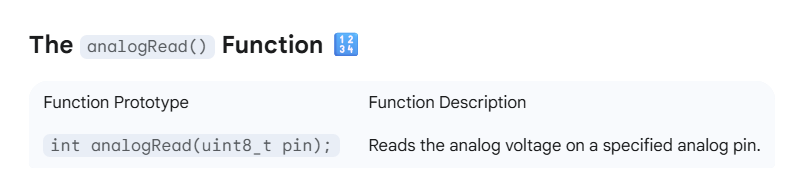 The analogRead() Function 🔢
Function Prototype Function Description
int analogRead(uint8_t pin); Reads the analog voltage on a specified analog pin.